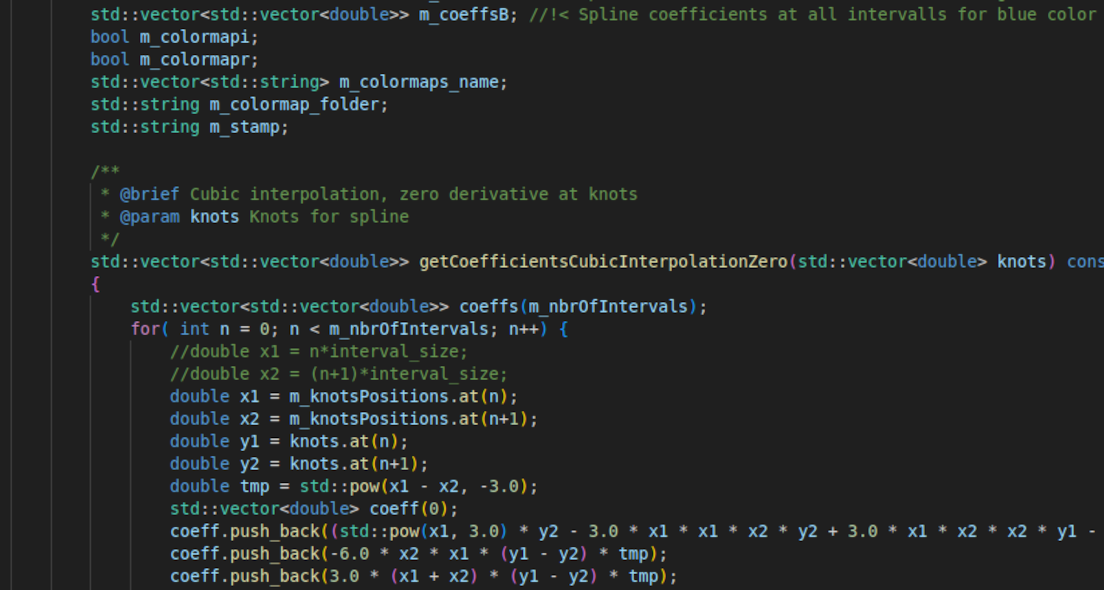 std::vector<std::vector<double>> m_coeffsB; //!< Spline coefficients at all intervalls for blue color
bool m_colormapi;
bool m_colormapr;
std::vector<std::string> m_colormaps_name;
std::string m_colormap_folder;
std::string m_stamp;
/**
* @brief Cubic interpolation, zero derivative at knots
* @param knots Knots for spline
*/
std::vector<std::vector<double>> getCoefficientsCubicInterpolationZero(std::vector<double> knots) cons
{
std::vector<std::vector<double>> coeffs(m_nbrOfIntervals);
for( int n = 0; n < m_nbrOfIntervals; n++) {
//double x1 = n*interval_size;
//double x2 = (n+1)*interval_size;
double x1 = m_knotsPositions.at(n);
double x2 = m_knotsPositions.at(n+1);
double y1 = knots.at(n);
double y2 = knots.at(n+1);
double tmp = std::pow(x1 - x2, -3.0);
std::vector<double> coeff(0);
coeff.push_back((std::pow(x1, 3.0) * y2 - 3.0 * x1 * x1 * x2 * y2 + 3.0 * x1 * x2 * x2 * y1 -
coeff.push_back(-6.0 * x2 * x1 * (y1 - y2) * tmp);
coeff.push_back(3.0 * (x1 + x2) * (y1 - y2) * tmp);